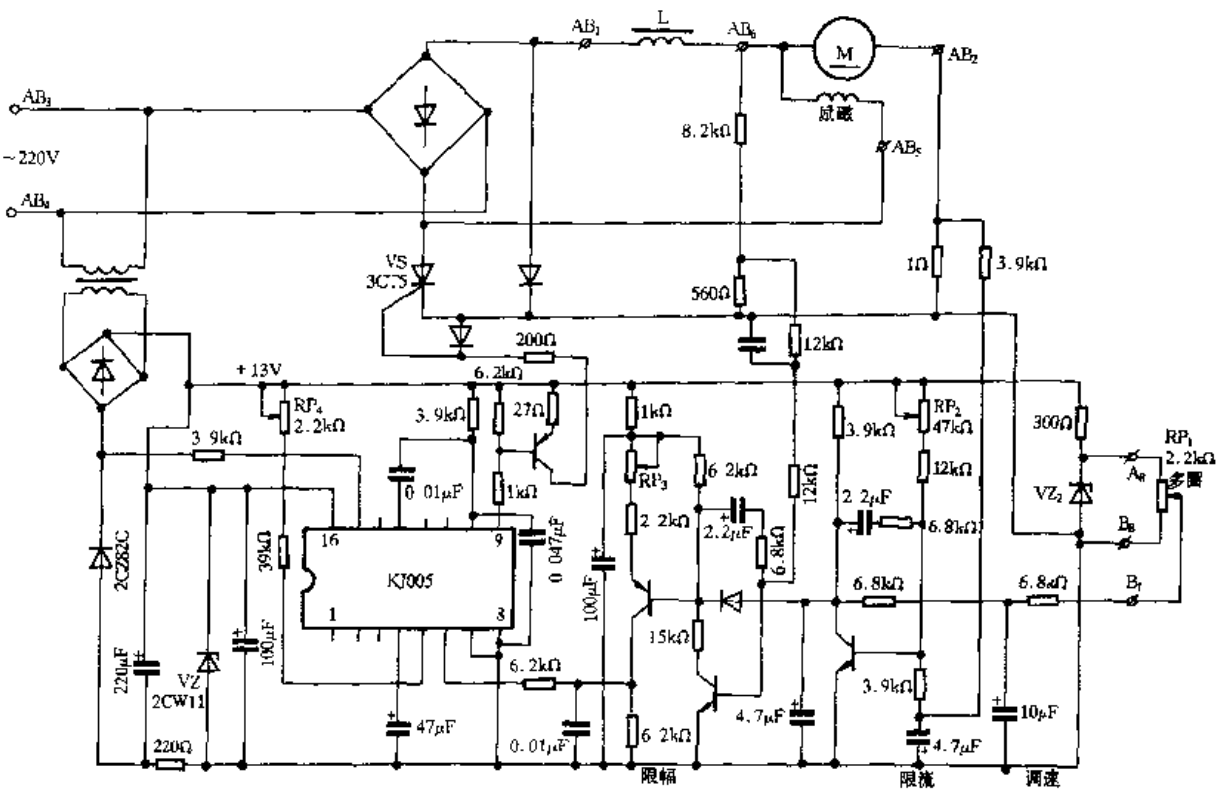 L
AB₁
AB₆
M
AB₂
AB₃
励磁
8.2kΩ
AB₅
~220V
AB₄
VS
3CT5
1Ω
3.9kΩ
560Ω
200Ω
12kΩ
6.2kΩ
+13V
RP₄
2.2kΩ
3.9kΩ
27Ω
1kΩ
3.9kΩ
RP₂
47kΩ
360Ω
RP₁
2.2kΩ
多圈
3.9kΩ
0.01μF
1kΩ
RP₃
6.2kΩ
12kΩ
12kΩ
VZ₂
A₈
B₈
2.2kΩ
2.2μF
2.2μF
6.8kΩ
6.8kΩ
16
9
0.047μF
39kΩ
KJ005
2CZ82C
100μF
6.8kΩ
6.8kΩ
B₇
1
8
15kΩ
220μF
VZ
2CW11
100μF
6.2kΩ
3.9kΩ
47μF
0.01μF
6.2kΩ
4.7μF
4.7μF
10μF
220Ω
限幅
限流
调速